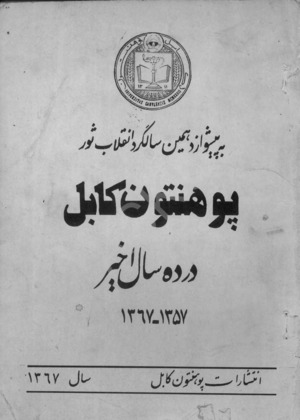 به پیشواز دهمین سالگرد انقلاب ثور
پوهنتون کابل
در ده سال اخیر
۱۳۵۷-۱۳۶۷
انتشارات پوهنتون کابل
سال ۱۳۶۷